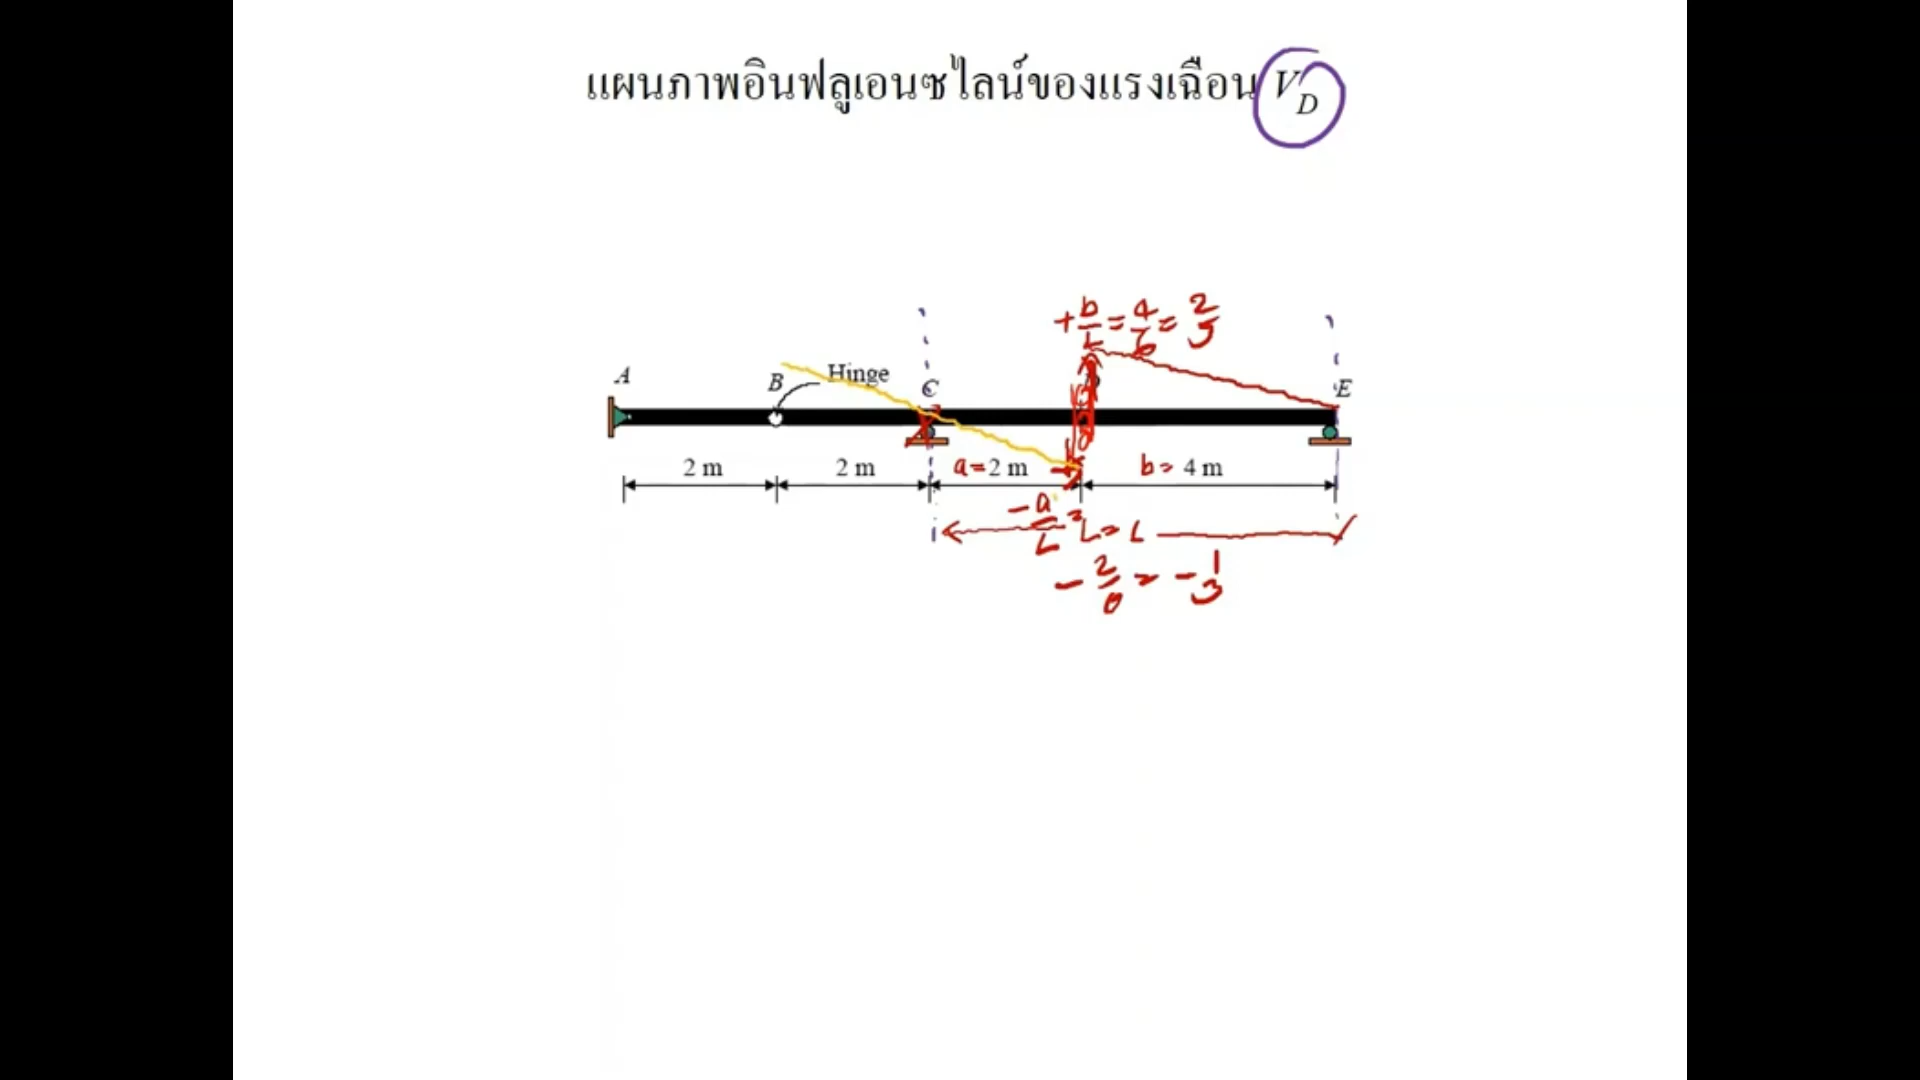 แผนภาพอินฟลูเอนซ์ไลน์ของแรงเฉือน V_D
+b/L = 4/6 = 2/3
A
B
Hinge
C
E
2 m
2 m
a = 2 m
b = 4 m
-a/L =
L = 6
-2/6 = -1/3